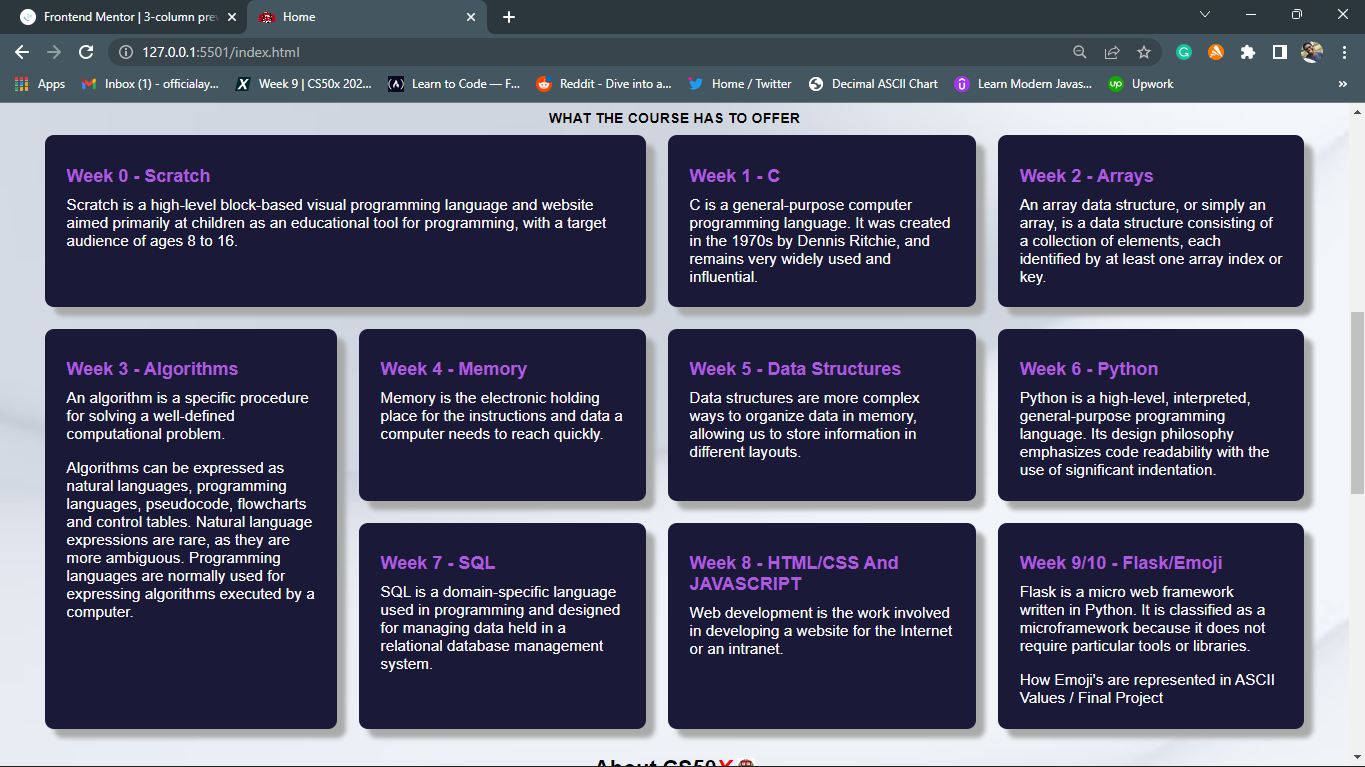 Frontend Mentor | 3-column prev
Home
127.0.0.1:5501/index.html
Apps
Inbox (1) - officialay...
Week 9 | CS50x 202...
Learn to Code — F...
Reddit - Dive into a...
Home / Twitter
Decimal ASCII Chart
Learn Modern Javas...
Upwork
WHAT THE COURSE HAS TO OFFER
Week 0 - Scratch
Scratch is a high-level block-based visual programming language and website
aimed primarily at children as an educational tool for programming, with a target
audience of ages 8 to 16.
Week 1 - C
C is a general-purpose computer
programming language. It was created
in the 1970s by Dennis Ritchie, and
remains very widely used and
influential.
Week 2 - Arrays
An array data structure, or simply an
array, is a data structure consisting of
a collection of elements, each
identified by at least one array index or
key.
Week 3 - Algorithms
An algorithm is a specific procedure
for solving a well-defined
computational problem.
Algorithms can be expressed as
natural languages, programming
languages, pseudocode, flowcharts
and control tables. Natural language
expressions are rare, as they are
more ambiguous. Programming
languages are normally used for
expressing algorithms executed by a
computer.
Week 4 - Memory
Memory is the electronic holding
place for the instructions and data a
computer needs to reach quickly.
Week 5 - Data Structures
Data structures are more complex
ways to organize data in memory,
allowing us to store information in
different layouts.
Week 6 - Python
Python is a high-level, interpreted,
general-purpose programming
language. Its design philosophy
emphasizes code readability with the
use of significant indentation.
Week 7 - SQL
SQL is a domain-specific language
used in programming and designed
for managing data held in a
relational database management
system.
Week 8 - HTML/CSS And
JAVASCRIPT
Web development is the work involved
in developing a website for the Internet
or an intranet.
Week 9/10 - Flask/Emoji
Flask is a micro web framework
written in Python. It is classified as a
microframework because it does not
require particular tools or libraries.
How Emoji's are represented in ASCII
Values / Final Project
About CS50X